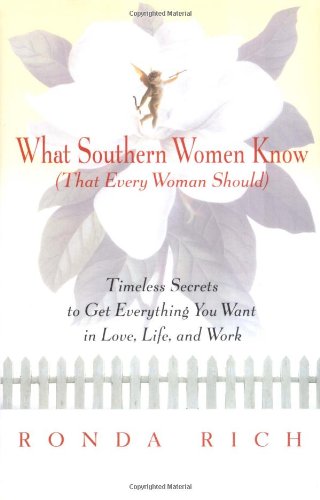 Copyrighted Material
What Southern Women Know
(That Every Woman Should)
Timeless Secrets
to Get Everything You Want
in Love, Life, and Work
RONDA RICH
Copyrighted Material